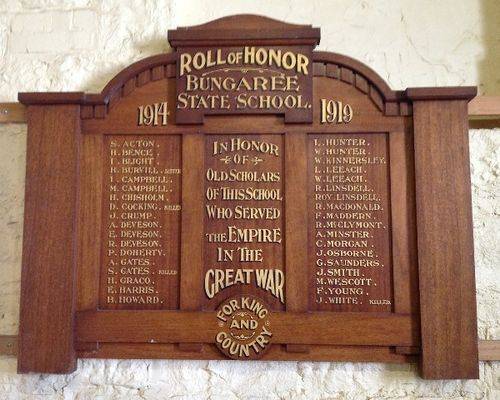 ROLL OF HONOR
BUNGAREE
STATE SCHOOL.
1914
1919
S. ACTON.
H. BENCE.
I. BLIGHT.
H. BURVILL.
I. CAMPBELL.
M. CAMPBELL.
H. CHISHOLM.
D. COCKING. KILLED
J. CRUMP.
A. DEVESON.
E. DEVESON.
R. DEVESON.
P. DOHERTY.
A. GATES.
S. GATES. KILLED
H. GRACO.
E. HARRIS.
B. HOWARD.
IN HONOR
OF
OLD SCHOLARS
OF THIS SCHOOL
WHO SERVED
THE EMPIRE
IN THE
GREAT WAR
FOR KING
AND
COUNTRY
L. HUNTER.
W. HUNTER.
W. KINNERSLEY.
L. LEACH.
W. LEACH.
R. LINSDELL.
ROY. LINSDELL.
R. MACDONALD.
F. MADDERN.
R. McCLYMONT.
A. MINSTER.
C. MORGAN.
J. OSBORNE.
G. SAUNDERS.
J. SMITH.
M. WESCOTT.
F. YOUNG.
J. WHITE. KILLED